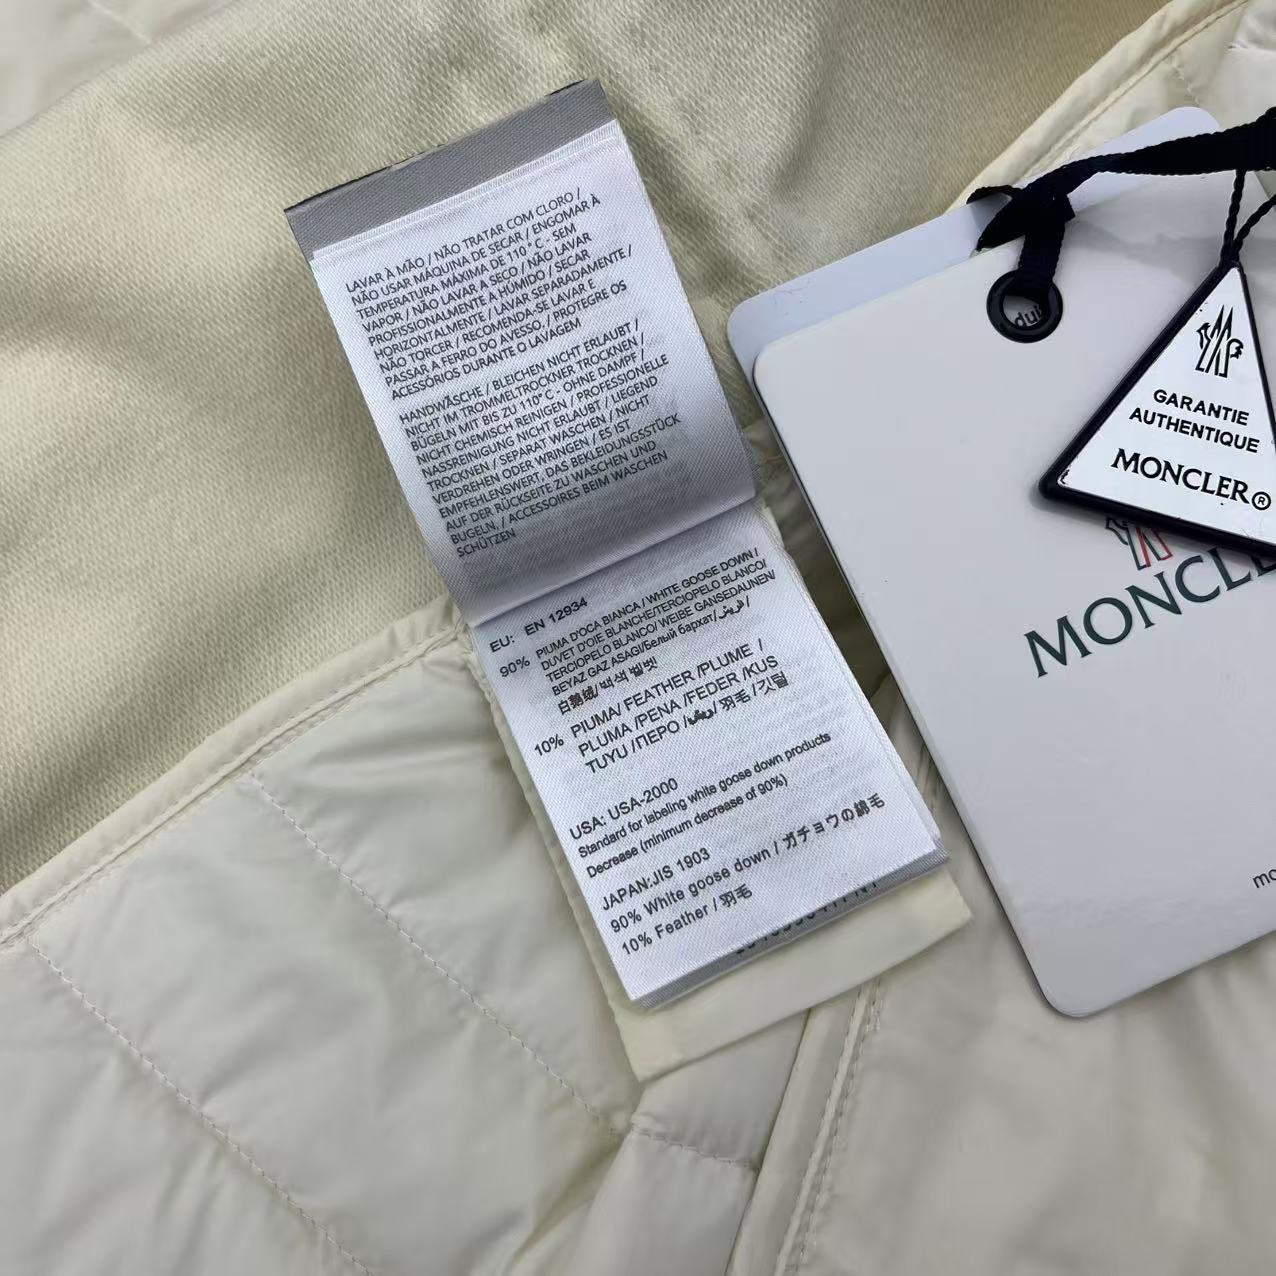 LAVAR À MÃO / NÃO TRATAR COM CLORO /
NÃO USAR MÁQUINA DE SECAR / ENGOMAR À
TEMPERATURA MÁXIMA DE 110° C - SEM
VAPOR / NÃO LAVAR A SECO / NÃO LAVAR
PROFISSIONALMENTE A HÚMIDO / SECAR
HORIZONTALMENTE / LAVAR SEPARADAMENTE /
NÃO TORCER / RECOMENDA-SE LAVAR E
PASSAR A FERRO DO AVESSO. / PROTEGRE OS
ACESSÓRIOS DURANTE O LAVAGEM
HANDWÄSCHE / BLEICHEN NICHT ERLAUBT /
NICHT IM TROMMELTROCKNER TROCKNEN /
BÜGELN MIT BIS ZU 110°C - OHNE DAMPF /
NICHT CHEMISCH REINIGEN / PROFESSIONELLE
NASSREINIGUNG NICHT ERLAUBT / LIEGEND
TROCKNEN / SEPARAT WASCHEN / NICHT
VERDREHEN ODER WRINGEN / ES IST
EMPFEHLENSWERT, DAS BEKLEIDUNGSSTÜCK
AUF DER RÜCKSEITE ZU WASCHEN UND
BUGELN. / ACCESSOIRES BEIM WASCHEN
SCHÜTZEN
EU: EN 12934
90% PIUMA D'OCA BIANCA / WHITE GOOSE DOWN /
DUVET D'OIE BLANCHE/TERCIOPELO BLANCO/
TERCIOPELO BLANCO/ WEIBE GANSEDAUNEN/
BEYAZ GAZ ASAGI/Белый бархат/الريش/
白鹅绒/백색 벨벳
10% PIUMA/ FEATHER /PLUME /
PLUMA /PENA /FEDER /KUS
TUYU /ПЕРО /ريش/ 羽毛 /깃털
USA: USA-2000
Standard for labeling white goose down products
Decrease (minimum decrease of 90%)
JAPAN:JIS 1903
90% White goose down / ガチョウの綿毛
10% Feather / 羽毛
GARANTIE
AUTHENTIQUE
MONCLER®